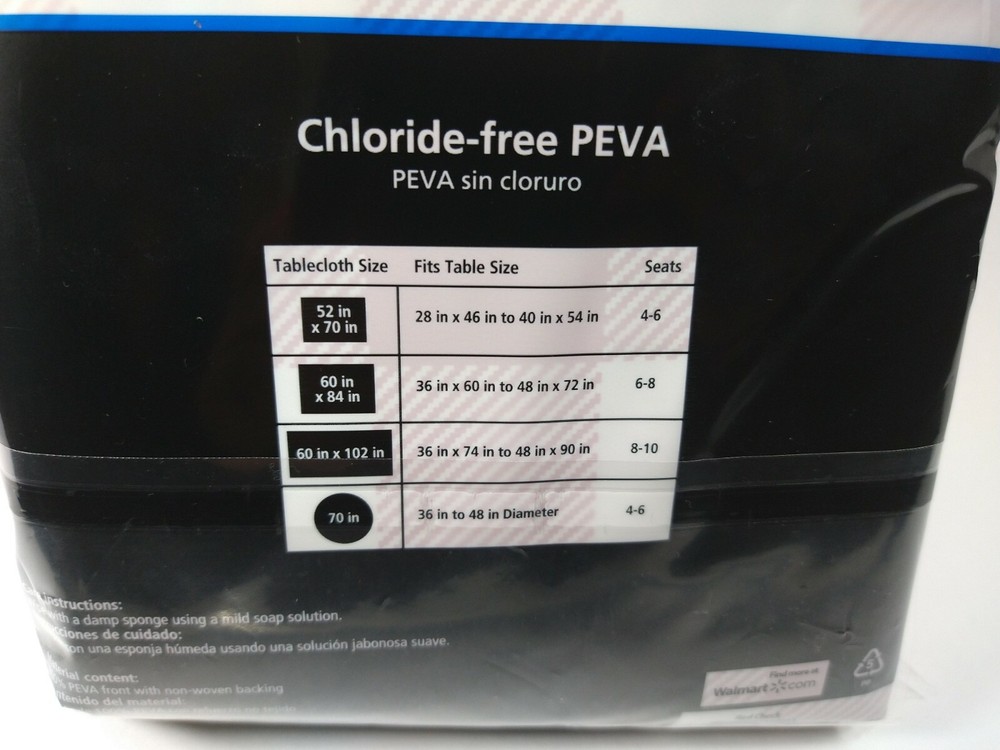 Chloride-free PEVA
PEVA sin cloruro
Tablecloth Size Fits Table Size Seats
52 in
x 70 in
28 in x 46 in to 40 in x 54 in 4-6
60 in
x 84 in
36 in x 60 in to 48 in x 72 in 6-8
60 in x 102 in 36 in x 74 in to 48 in x 90 in 8-10
70 in 36 in to 48 in Diameter 4-6
instructions:
with a damp sponge using a mild soap solution.
de cuidado:
una esponja húmeda usando una solución jabonosa suave.
content:
PEVA front with non-woven backing
del material:
Find more at
Walmart com
5